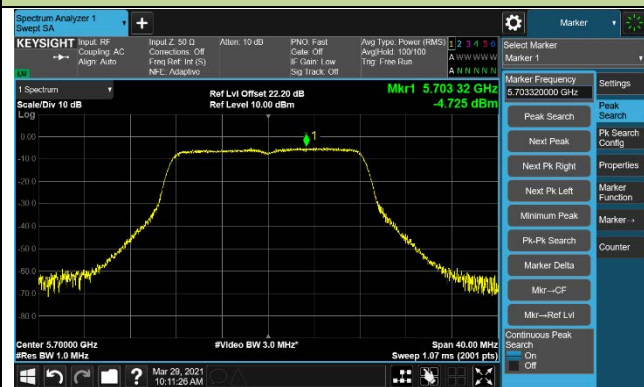 Spectrum Analyzer 1
Swept SA
+
Marker
KEYSIGHT
Input: RF
Coupling: AC
Align: Auto
Input Z: 50 Ω
Corrections: Off
Freq Ref: Int (S)
NFE: Adaptive
Atten: 10 dB
PNO: Fast
Gate: Off
IF Gain: Low
Sig Track: Off
Avg Type: Power (RMS)
Avg|Hold: 100/100
Trig: Free Run
1 2 3 4 5 6
A W W W W W
A N N N N N
Select Marker
Marker 1
1 Spectrum
Scale/Div 10 dB
Log
Ref Lvl Offset 22.20 dB
Ref Level 10.00 dBm
Mkr1 5.703 32 GHz
-4.725 dBm
1
0.00
-10.0
-20.0
-30.0
-40.0
-50.0
-60.0
-70.0
-80.0
Center 5.70000 GHz
#Res BW 1.0 MHz
#Video BW 3.0 MHz*
Span 40.00 MHz
Sweep 1.07 ms (2001 pts)
Marker Frequency
5.703320000 GHz
Peak Search
Next Peak
Next Pk Right
Next Pk Left
Minimum Peak
Pk-Pk Search
Marker Delta
Mkr→CF
Mkr→Ref Lvl
Continuous Peak
Search
On
Off
Settings
Peak
Search
Pk Search
Config
Properties
Marker
Function
Marker→
Counter
?
Mar 29, 2021
10:11:26 AM